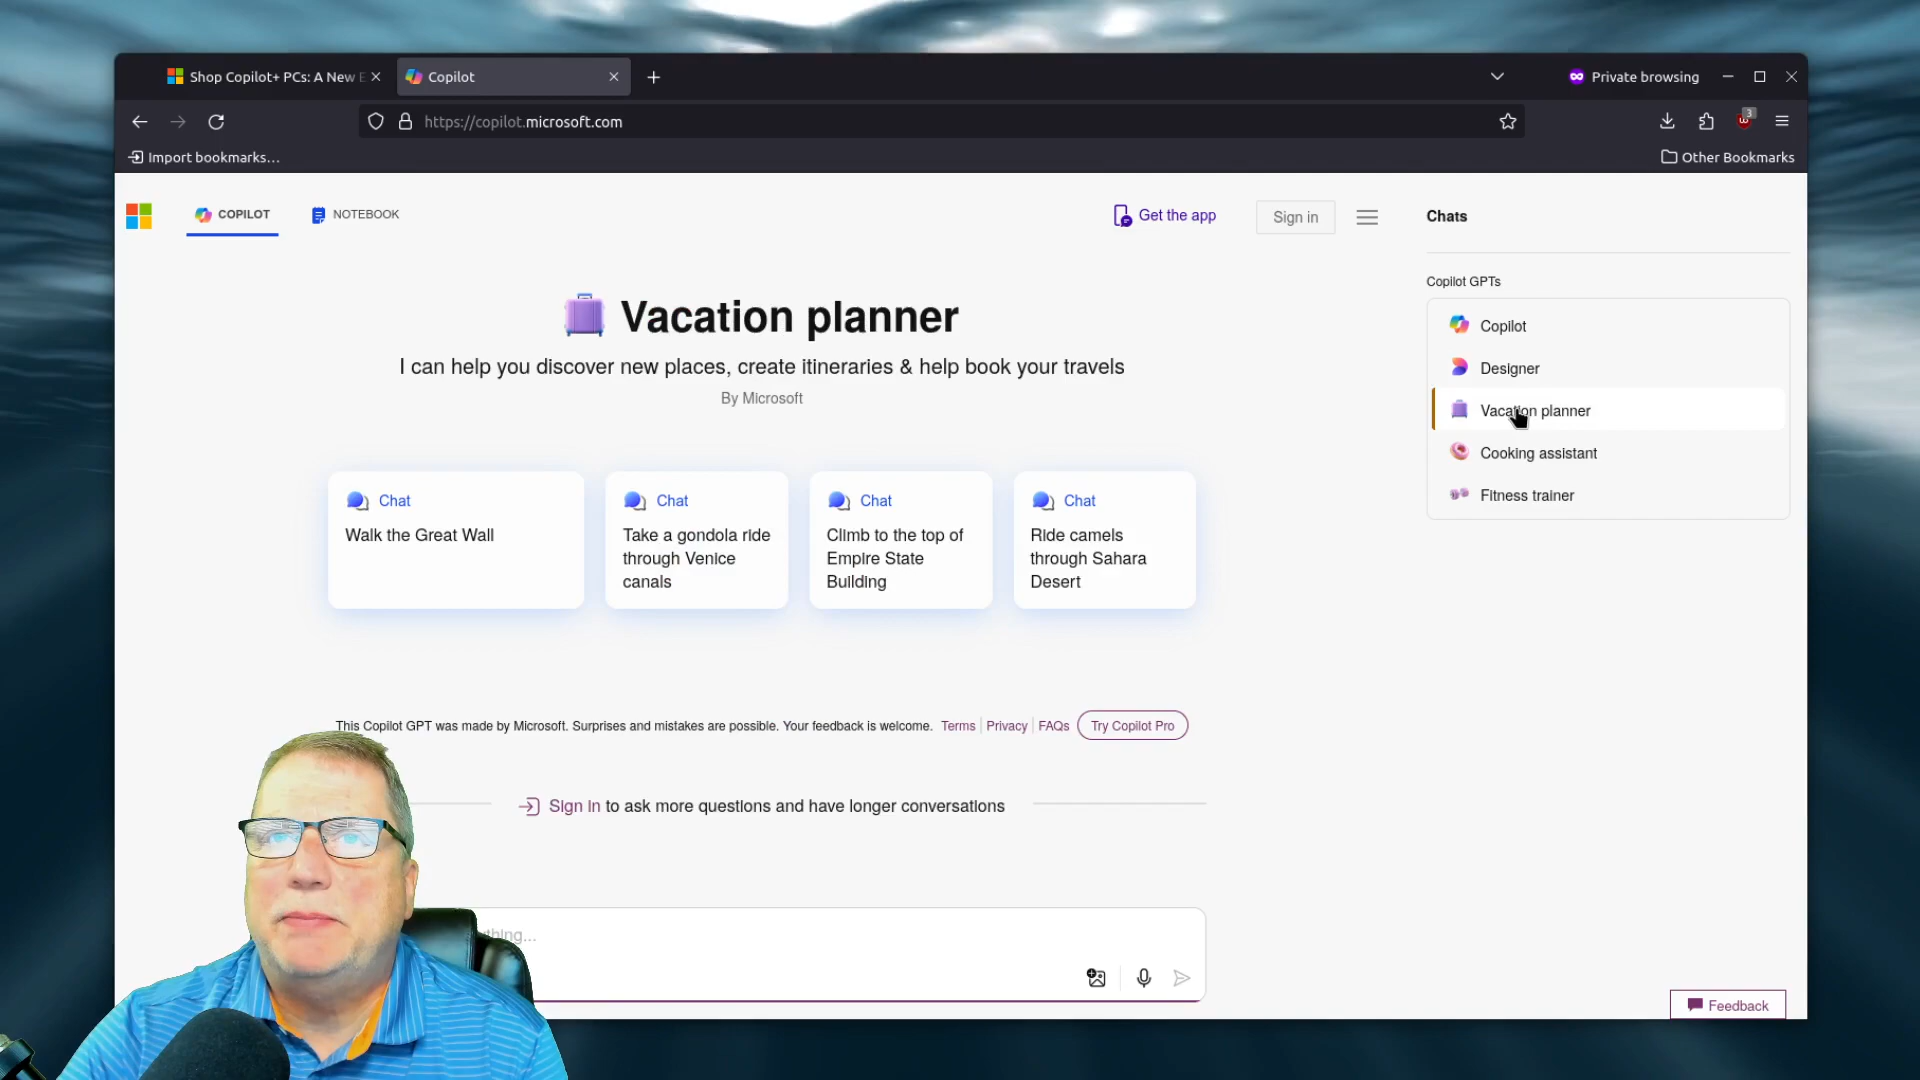 Shop Copilot+ PCs: A New E
Copilot
Private browsing
https://copilot.microsoft.com
3
Import bookmarks...
Other Bookmarks
COPILOT
NOTEBOOK
Get the app
Sign in
Chats
Copilot GPTs
Copilot
Designer
Vacation planner
Cooking assistant
Fitness trainer
Vacation planner
I can help you discover new places, create itineraries & help book your travels
By Microsoft
Chat
Walk the Great Wall
Chat
Take a gondola ride
through Venice
canals
Chat
Climb to the top of
Empire State
Building
Chat
Ride camels
through Sahara
Desert
This Copilot GPT was made by Microsoft. Surprises and mistakes are possible. Your feedback is welcome. Terms Privacy FAQs Try Copilot Pro
Sign in to ask more questions and have longer conversations
thing...
Feedback